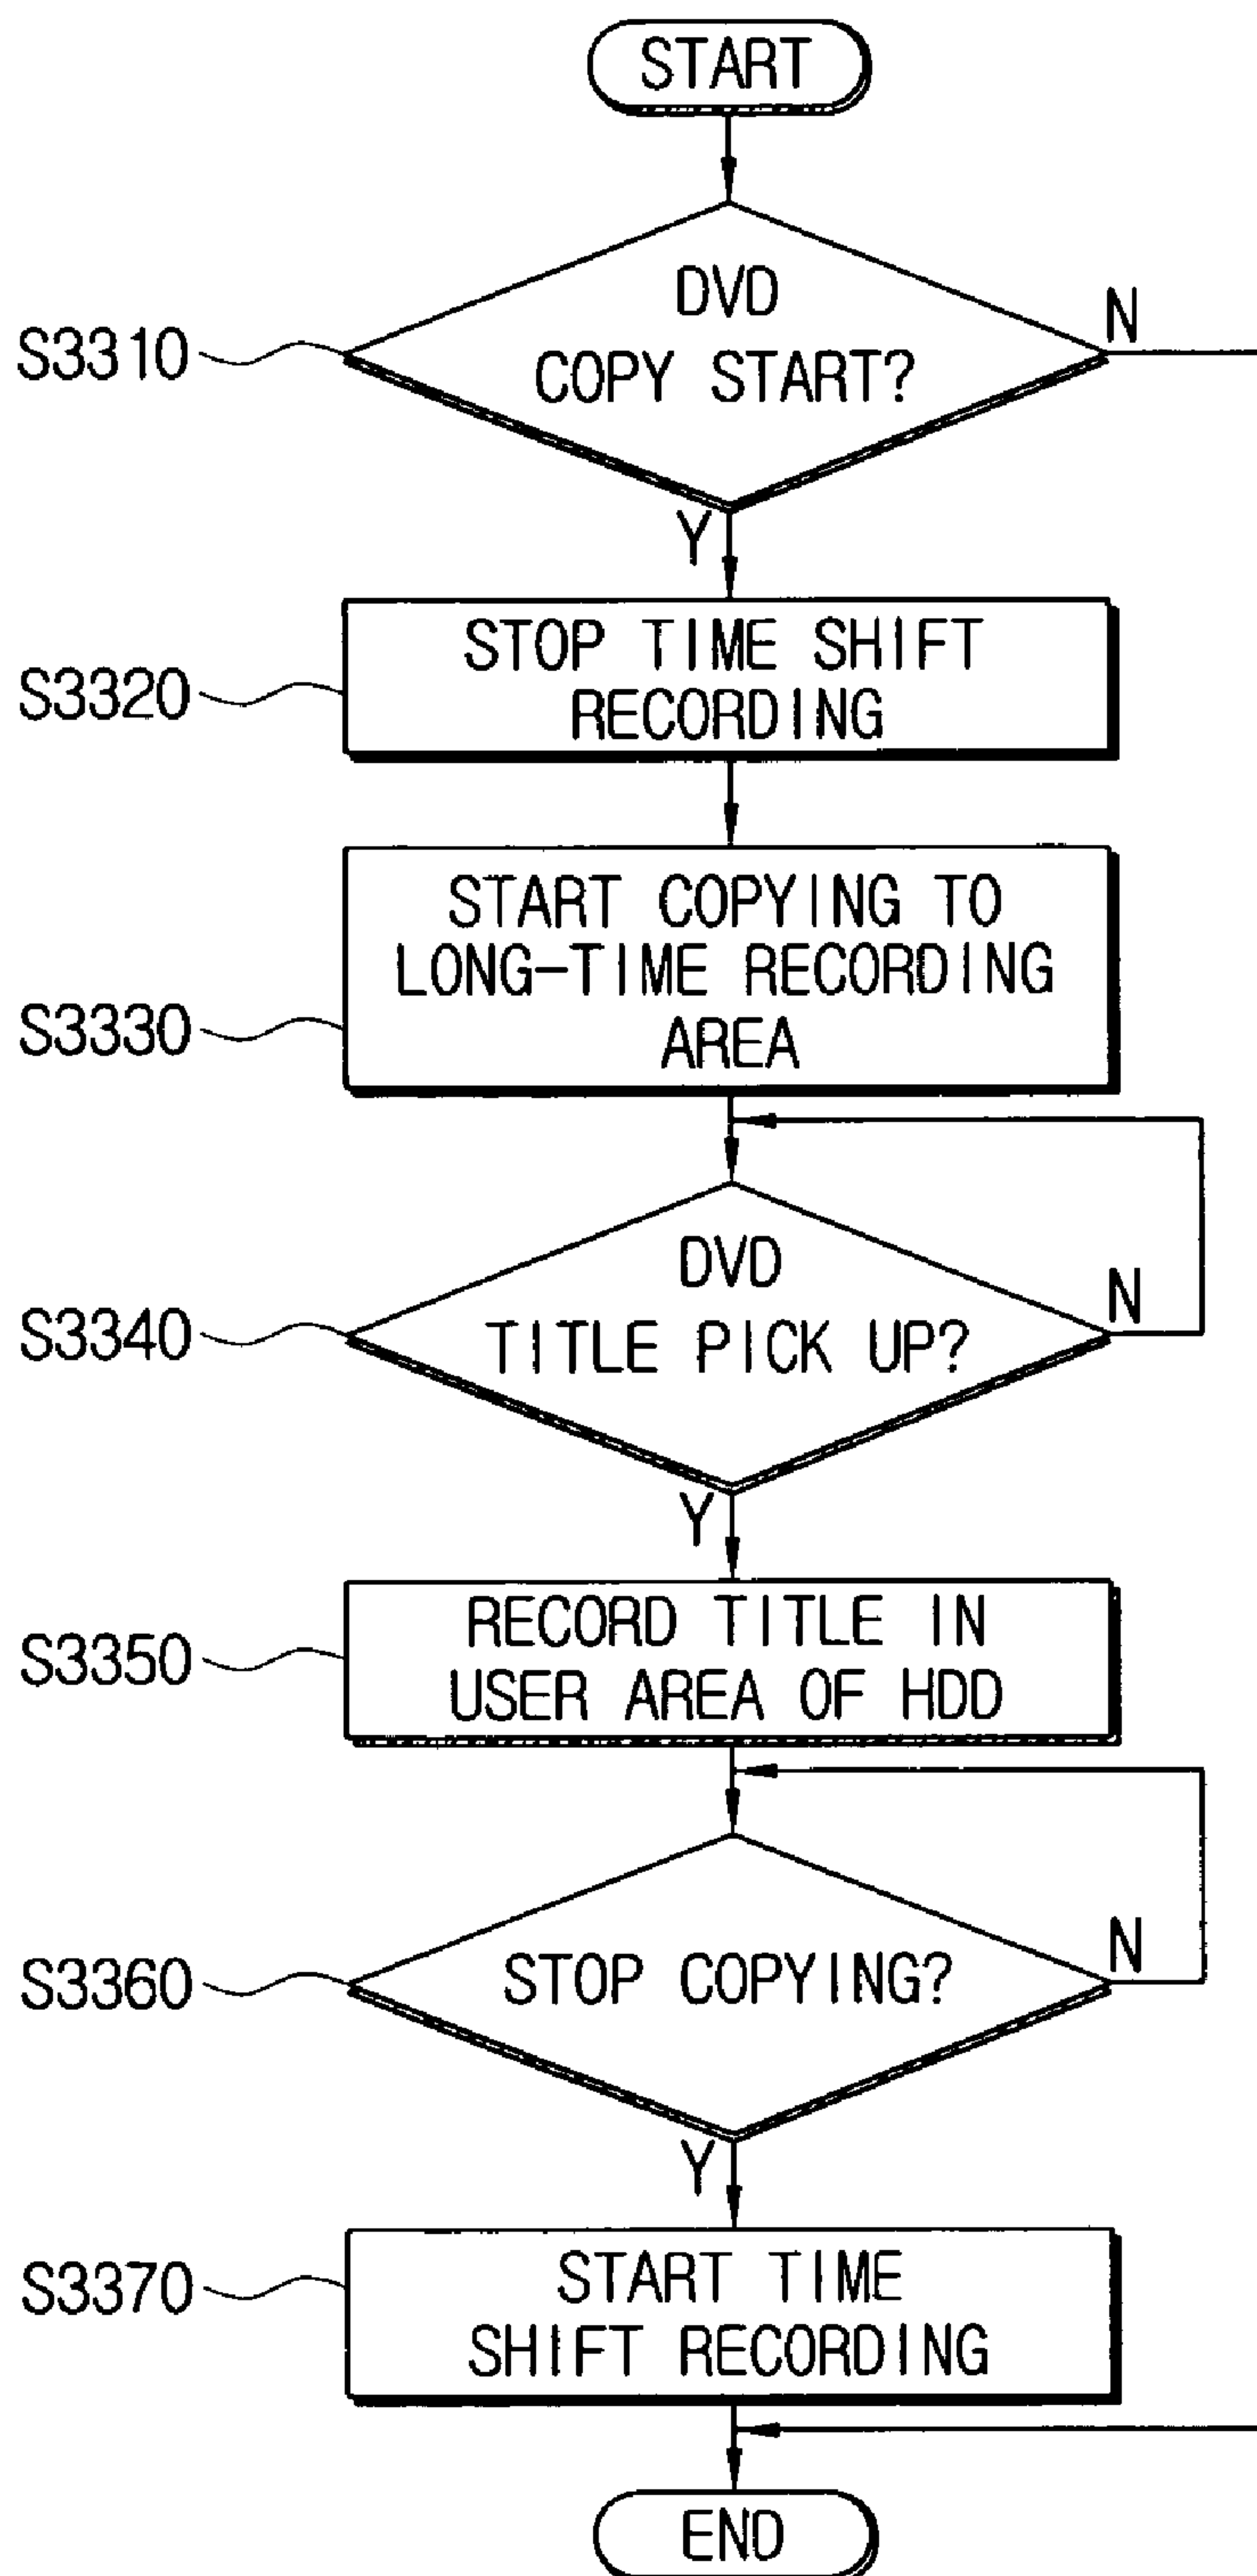 START
DVD
COPY START?
N
S3310
Y
STOP TIME SHIFT
RECORDING
S3320
START COPYING TO
LONG-TIME RECORDING
AREA
S3330
DVD
TITLE PICK UP?
N
S3340
Y
RECORD TITLE IN
USER AREA OF HDD
S3350
STOP COPYING?
N
S3360
Y
START TIME
SHIFT RECORDING
S3370
END